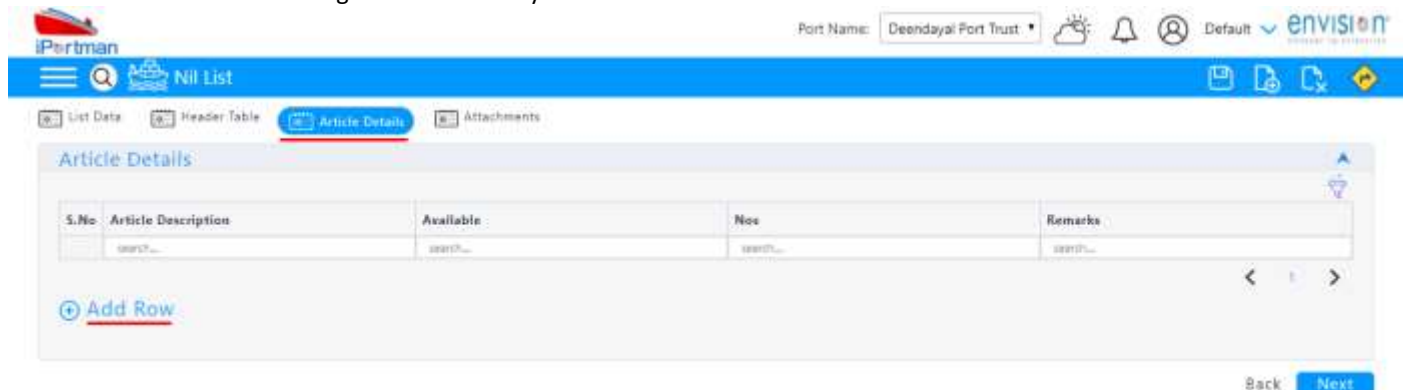 Port Name: Deendayal Port Trust Default envision
iPortman
Nil List
List Data Header Table Article Details Attachments
Article Details
S.No Article Description Available Nos Remarks
search... search... search... search...
1
Add Row
Back Next